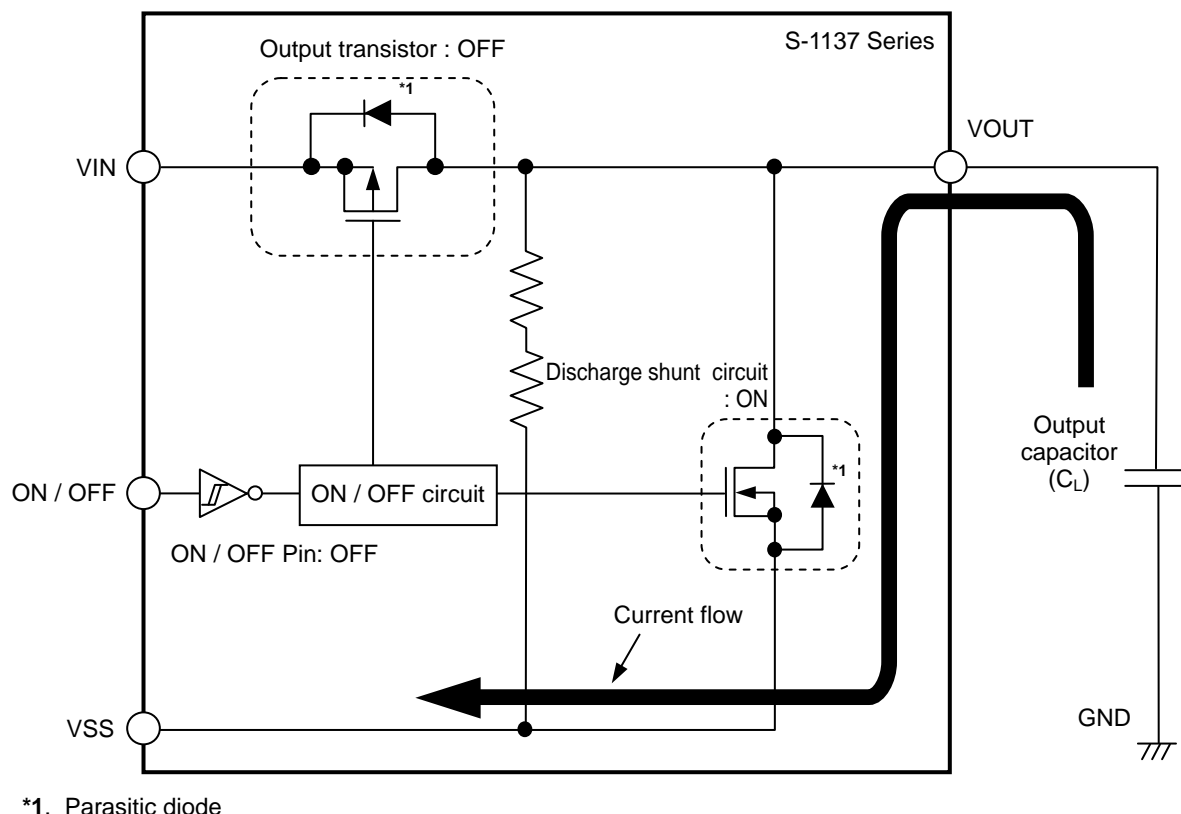 S-1137 Series
Output transistor : OFF
*1
VOUT
VIN
Discharge shunt circuit
: ON
*1
Output
capacitor
(CL)
ON / OFF
ON / OFF circuit
ON / OFF Pin: OFF
Current flow
VSS
GND
*1. Parasitic diode